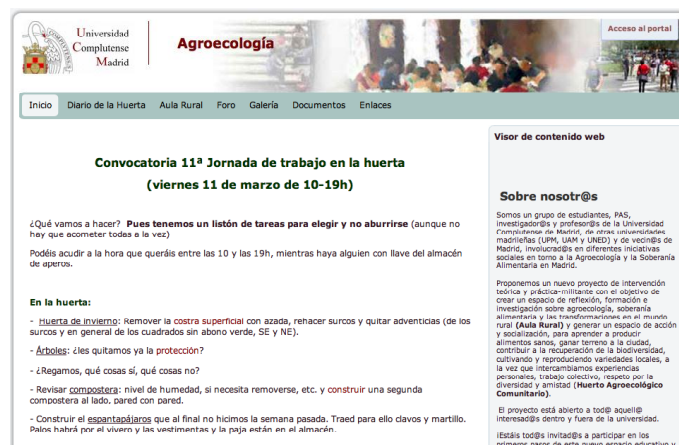 Universidad
Complutense
Madrid
Agroecología
Acceso al portal
Inicio Diario de la Huerta Aula Rural Foro Galería Documentos Enlaces
Convocatoria 11ª Jornada de trabajo en la huerta
(viernes 11 de marzo de 10-19h)
¿Qué vamos a hacer? Pues tenemos un listón de tareas para elegir y no aburrirse (aunque no
hay que acometer todas a la vez)
Podéis acudir a la hora que queráis entre las 10 y las 19h, mientras haya alguien con llave del almacén
de aperos.
En la huerta:
- Huerta de invierno: Remover la costra superficial con azada, rehacer surcos y quitar adventicias (de los
surcos y en general de los cuadrados sin abono verde, SE y NE).
- Árboles: ¿les quitamos ya la protección?
- ¿Regamos, qué cosas sí, qué cosas no?
- Revisar compostera: nivel de humedad, si necesita removerse, etc. y construir una segunda
compostera al lado, pared con pared.
- Construir el espantapájaros que al final no hicimos la semana pasada. Traed para ello clavos y martillo.
Palos habrá por el vivero y las vestimentas y la paja están en el almacén.
Visor de contenido web
Sobre nosotr@s
Somos un grupo de estudiantes, PAS,
investigador@s y profesor@s de la Universidad
Complutense de Madrid, de otras universidades
madrileñas (UPM, UAM y UNED) y de vecin@s de
Madrid, involucrad@s en diferentes iniciativas
sociales en torno a la Agroecología y la Soberanía
Alimentaria en Madrid.
Proponemos un nuevo proyecto de intervención
teórica y práctica-militante con el objetivo de
crear un espacio de reflexión, formación e
investigación sobre agroecología, soberanía
alimentaria y las transformaciones en el mundo
rural (Aula Rural) y generar un espacio de acción
y socialización, para aprender a producir
alimentos sanos, ganar terreno a la ciudad,
contribuir a la recuperación de la biodiversidad,
cultivando y reproduciendo variedades locales, a
la vez que intercambiamos experiencias
personales, trabajo colectivo, respeto por la
diversidad y amistad (Huerto Agroecológico
Comunitario).
El proyecto está abierto a tod@ aquell@
interesad@s dentro y fuera de la universidad.
¡Estáis tod@s invitad@s a participar en los
primeros pasos de este nuevo espacio educativo y